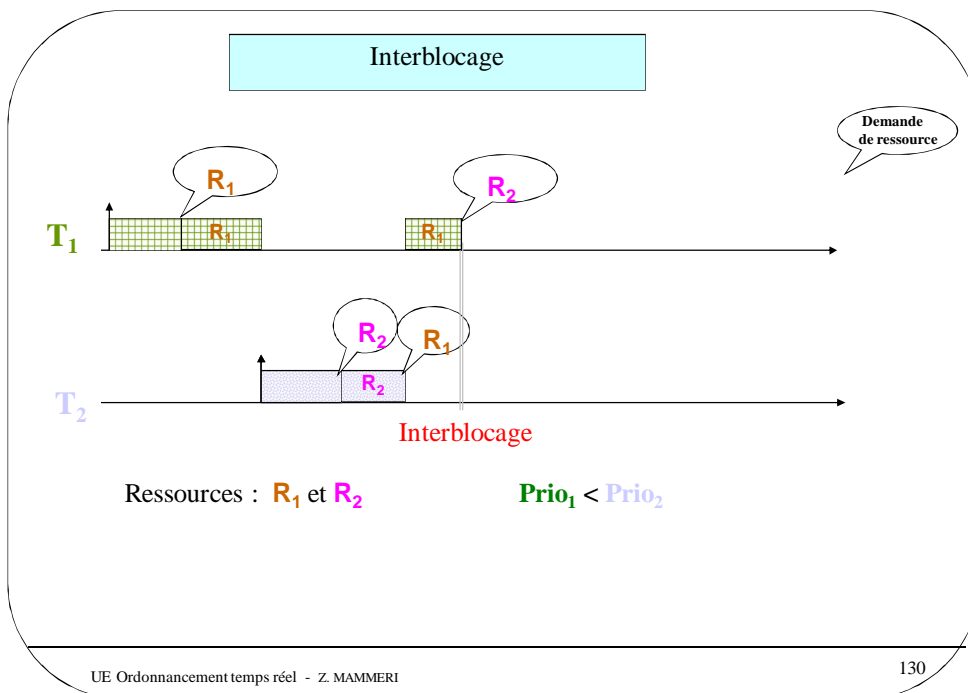 Interblocage
Demande
de ressource
R1
R2
T1
R1
R1
R2
R1
T2
R2
Interblocage
Ressources : R1 et R2
Prio1 < Prio2
UE Ordonnancement temps réel - Z. MAMMERI
130